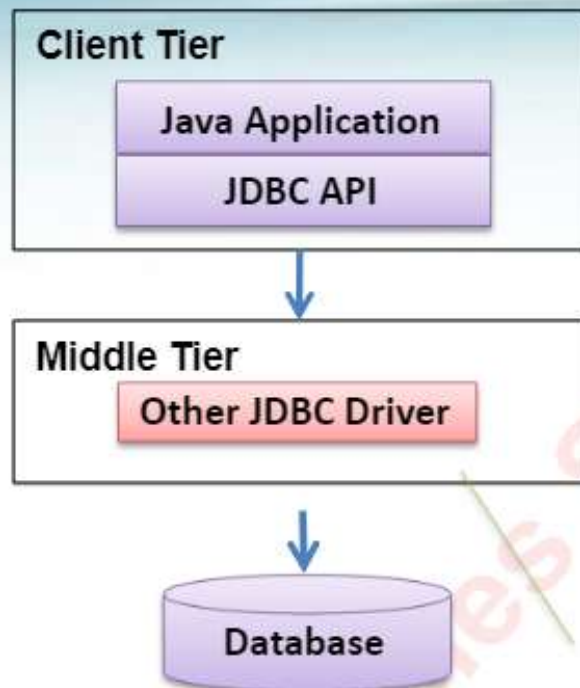 Client Tier
Java Application
JDBC API
Middle Tier
Other JDBC Driver
Database